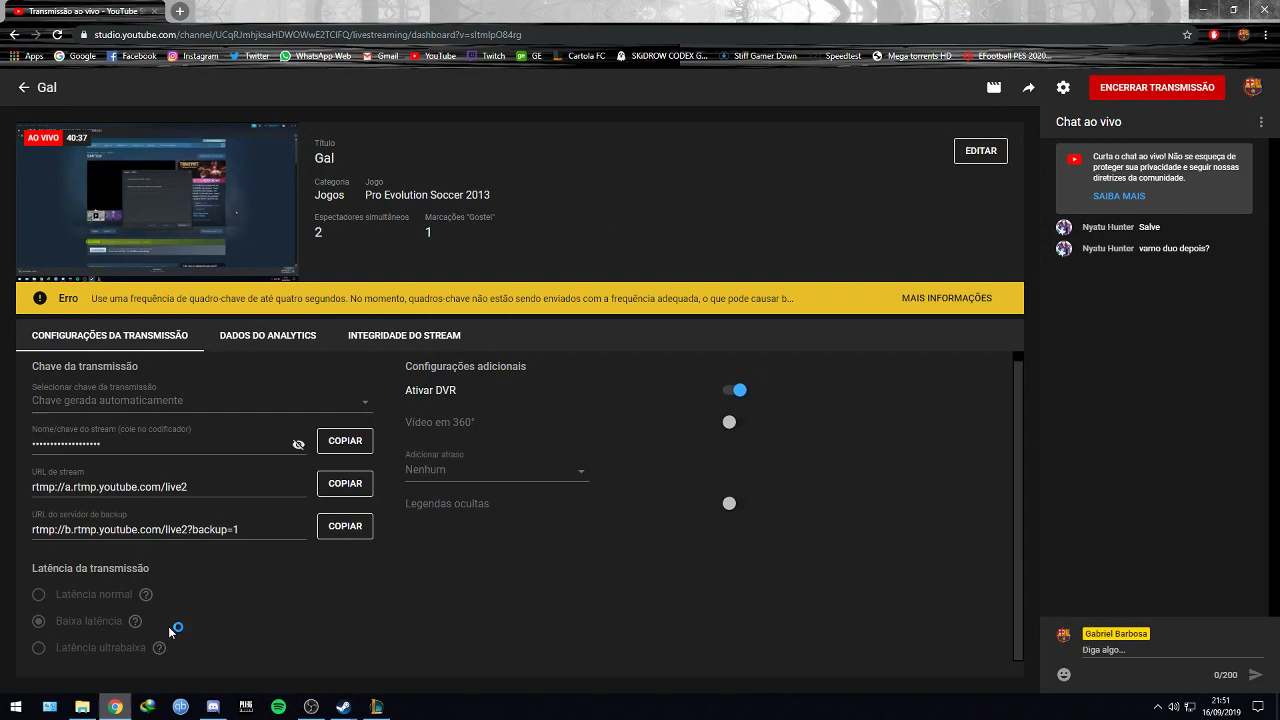 Transmissão ao vivo - YouTube S
studio.youtube.com/channel/UCqRJmhjksaHDWOWwE2TClFQ/livestreaming/dashboard?v=sltmlpO84rg
Apps Google Facebook Instagram Twitter WhatsApp Web Gmail YouTube Twitch GE Cartola FC SKiDROW CODEX G... Stiff Gamer Down Speedtest Mega torrents HD EFootball PES 2020...
Gal
ENCERRAR TRANSMISSÃO
AO VIVO 40:37
Título
Gal
EDITAR
Categoria Jogo
Jogos Pro Evolution Soccer 2013
Espectadores simultâneos Marcações "Gostei"
2 1
Erro Use uma frequência de quadro-chave de até quatro segundos. No momento, quadros-chave não estão sendo enviados com a frequência adequada, o que pode causar b... MAIS INFORMAÇÕES
CONFIGURAÇÕES DA TRANSMISSÃO DADOS DO ANALYTICS INTEGRIDADE DO STREAM
Chave da transmissão
Selecionar chave da transmissão
Chave gerada automaticamente
Nome/chave do stream (cole no codificador)
••••••••••••••••••• COPIAR
URL de stream
rtmp://a.rtmp.youtube.com/live2 COPIAR
URL do servidor de backup
rtmp://b.rtmp.youtube.com/live2?backup=1 COPIAR
Latência da transmissão
Latência normal
Baixa latência
Latência ultrabaixa
Configurações adicionais
Ativar DVR
Vídeo em 360°
Adicionar atraso
Nenhum
Legendas ocultas
Chat ao vivo
Curta o chat ao vivo! Não se esqueça de
proteger sua privacidade e seguir nossas
diretrizes da comunidade.
SAIBA MAIS
Nyatu Hunter Salve
Nyatu Hunter vamo duo depois?
Gabriel Barbosa
Diga algo...
0/200
21:51
16/09/2019